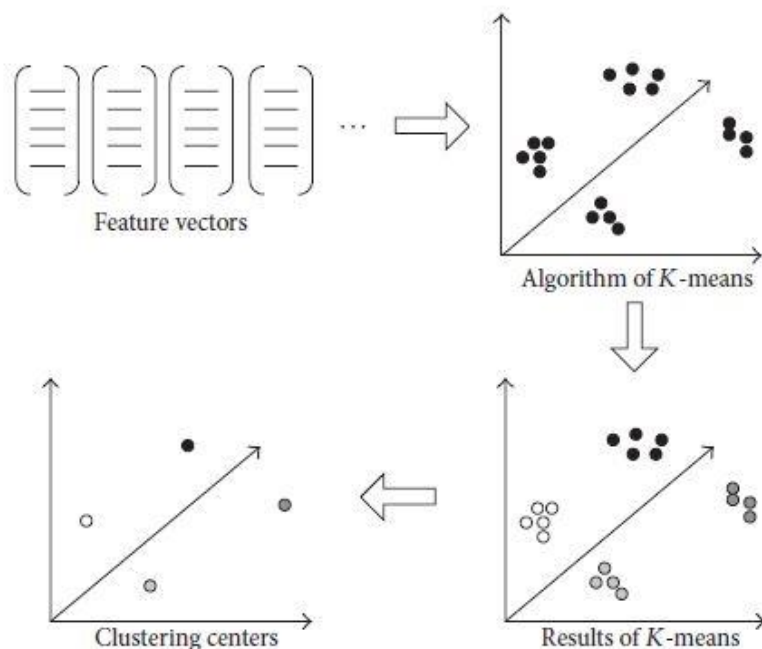 ...
Feature vectors
Algorithm of K-means
Clustering centers
Results of K-means